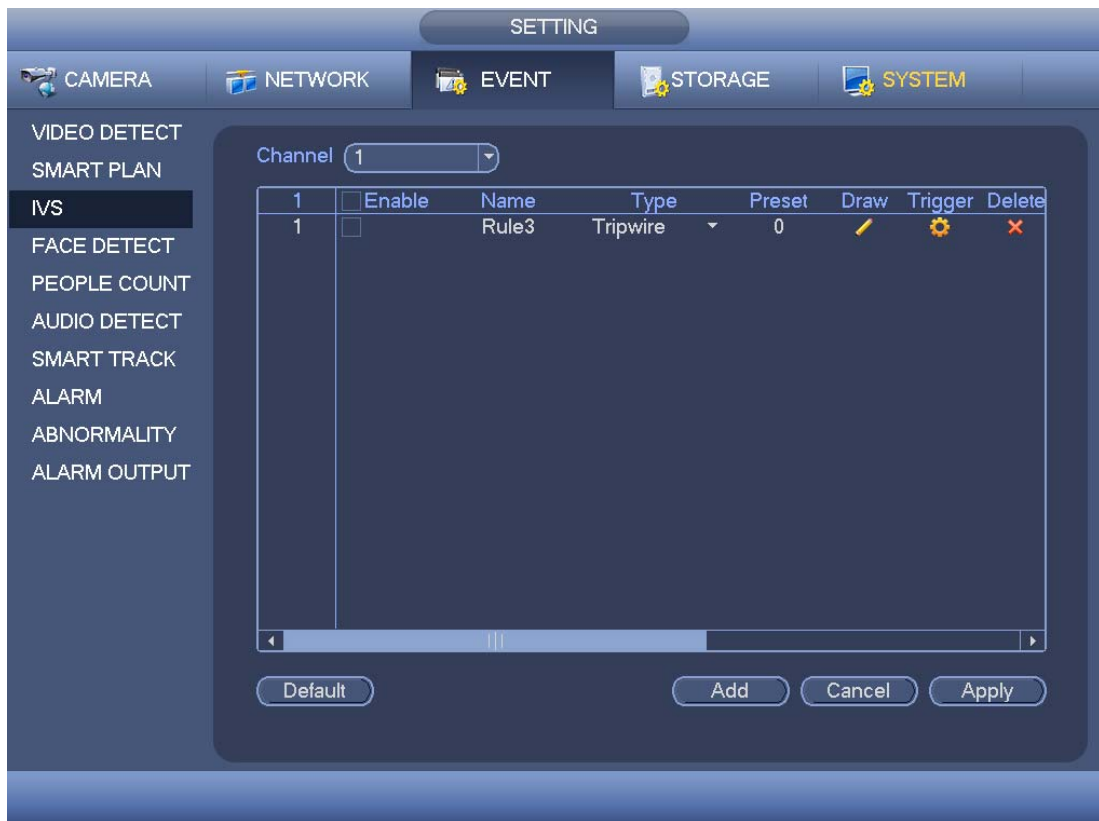 SETTING
CAMERA NETWORK EVENT STORAGE SYSTEM
VIDEO DETECT
SMART PLAN
IVS
FACE DETECT
PEOPLE COUNT
AUDIO DETECT
SMART TRACK
ALARM
ABNORMALITY
ALARM OUTPUT
Channel 1
1 Enable Name Type Preset Draw Trigger Delete
1 Rule3 Tripwire 0
Default Add Cancel Apply